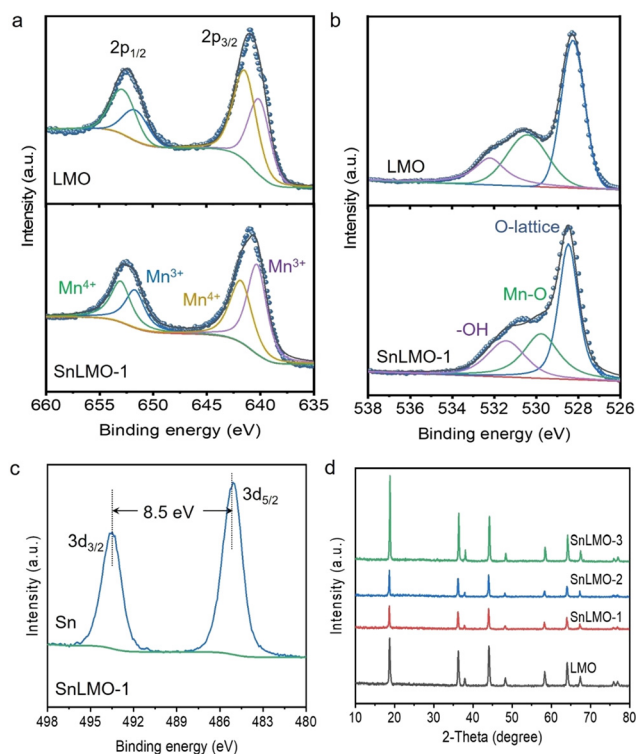 a
2p1/2
2p3/2
LMO
Mn4+
Mn3+
Mn4+
Mn3+
SnLMO-1
Intensity (a.u.)
660 655 650 645 640 635
Binding energy (eV)
b
LMO
O-lattice
Mn-O
-OH
SnLMO-1
Intensity (a.u.)
538 536 534 532 530 528 526
Binding energy (eV)
c
3d5/2
8.5 eV
3d3/2
Sn
SnLMO-1
Intensity (a.u.)
498 495 492 489 486 483 480
Binding energy (eV)
d
SnLMO-3
SnLMO-2
SnLMO-1
LMO
Intensity (a.u.)
10 20 30 40 50 60 70 80
2-Theta (degree)